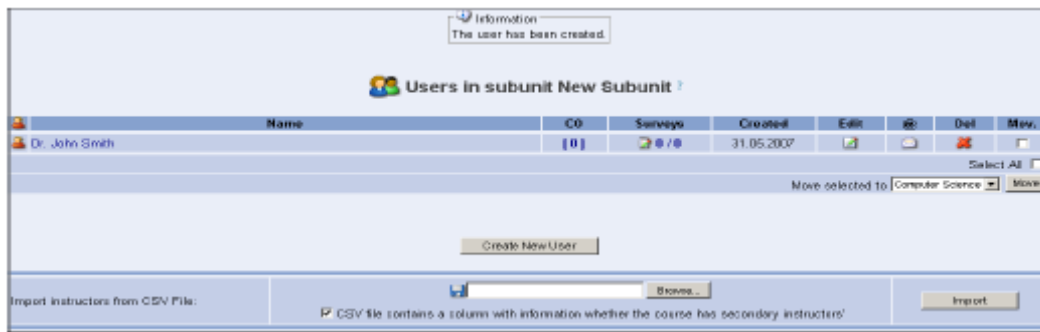 Information
The user has been created.
Users in subunit New Subunit ?
Name CO Surveys Created Edit Del Mov.
Dr. John Smith [0] 0 / 0 31.05.2007
Select All
Move selected to Computer Science Move
Create New User
Browse...
Import instructors from CSV File: Import
CSV file contains a column with information whether the course has secondary instructors'